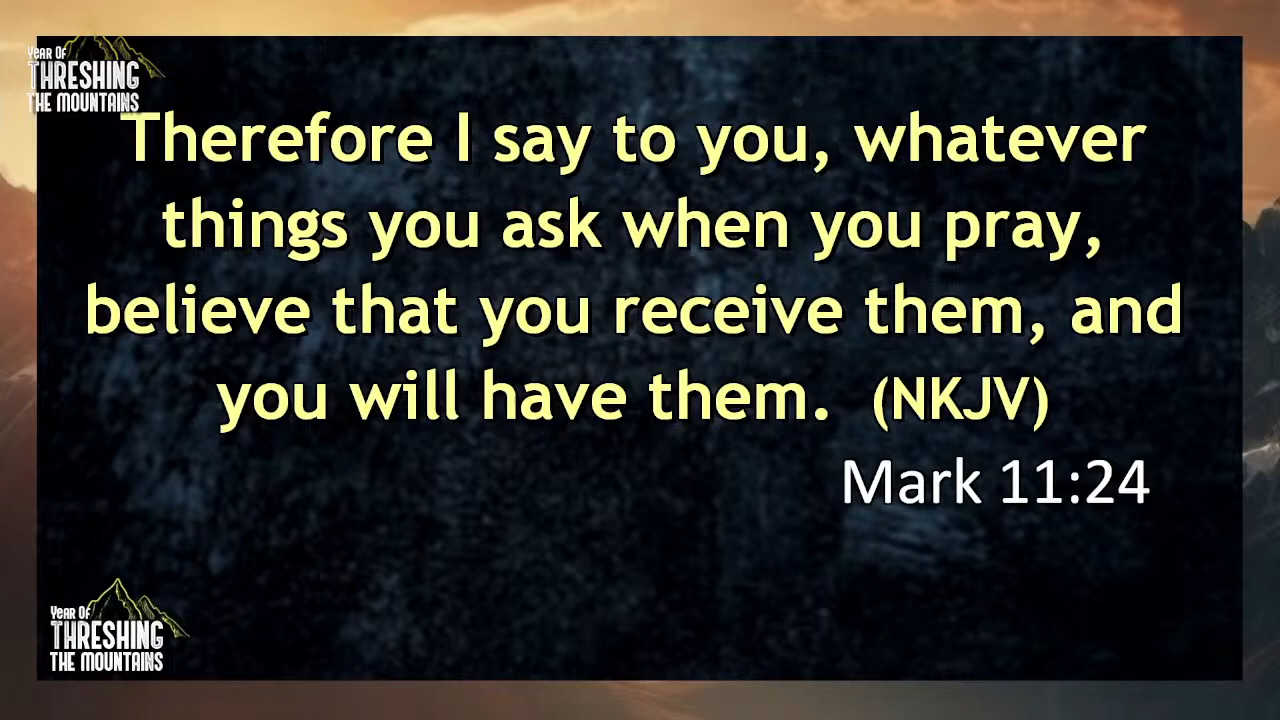 Year Of
THRESHING
THE MOUNTAINS
Therefore I say to you, whatever
things you ask when you pray,
believe that you receive them, and
you will have them. (NKJV)
Mark 11:24
Year Of
THRESHING
THE MOUNTAINS